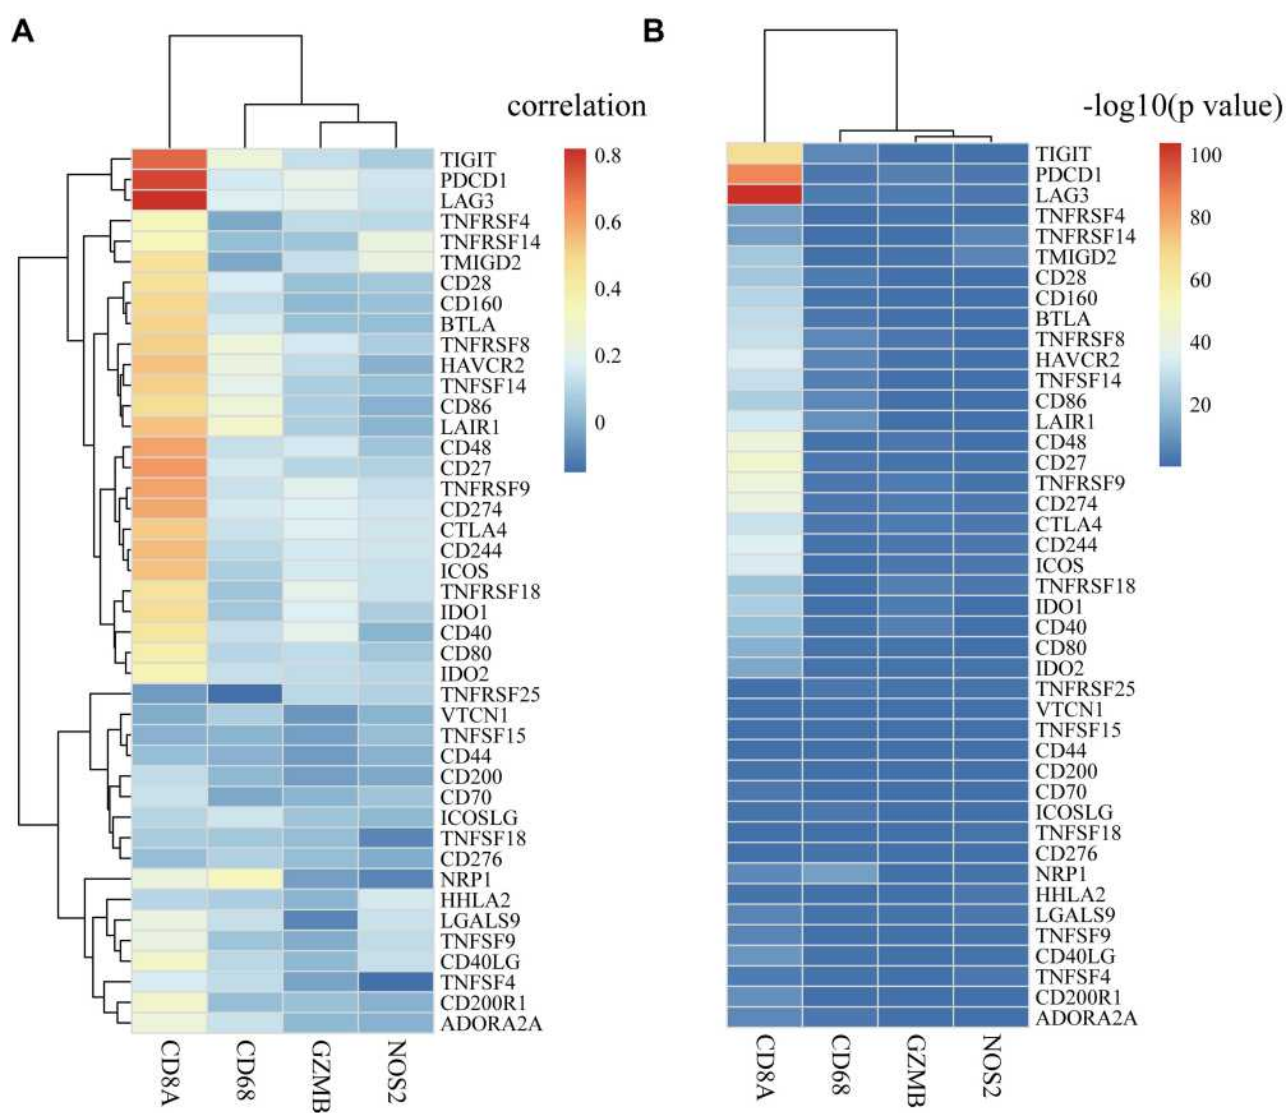 A
correlation
TIGIT
PDCD1
LAG3
TNFRSF4
TNFRSF14
TMIGD2
CD28
CD160
BTLA
TNFRSF8
HAVCR2
TNFSF14
CD86
LAIR1
CD48
CD27
TNFRSF9
CD274
CTLA4
CD244
ICOS
TNFRSF18
IDO1
CD40
CD80
IDO2
TNFRSF25
VTCN1
TNFSF15
CD44
CD200
CD70
ICOSLG
TNFSF18
CD276
NRP1
HHLA2
LGALS9
TNFSF9
CD40LG
TNFSF4
CD200R1
ADORA2A
0.8
0.6
0.4
0.2
0
CD8A
CD68
GZMB
NOS2
B
-log10(p value)
TIGIT
PDCD1
LAG3
TNFRSF4
TNFRSF14
TMIGD2
CD28
CD160
BTLA
TNFRSF8
HAVCR2
TNFSF14
CD86
LAIR1
CD48
CD27
TNFRSF9
CD274
CTLA4
CD244
ICOS
TNFRSF18
IDO1
CD40
CD80
IDO2
TNFRSF25
VTCN1
TNFSF15
CD44
CD200
CD70
ICOSLG
TNFSF18
CD276
NRP1
HHLA2
LGALS9
TNFSF9
CD40LG
TNFSF4
CD200R1
ADORA2A
100
80
60
40
20
CD8A
CD68
GZMB
NOS2